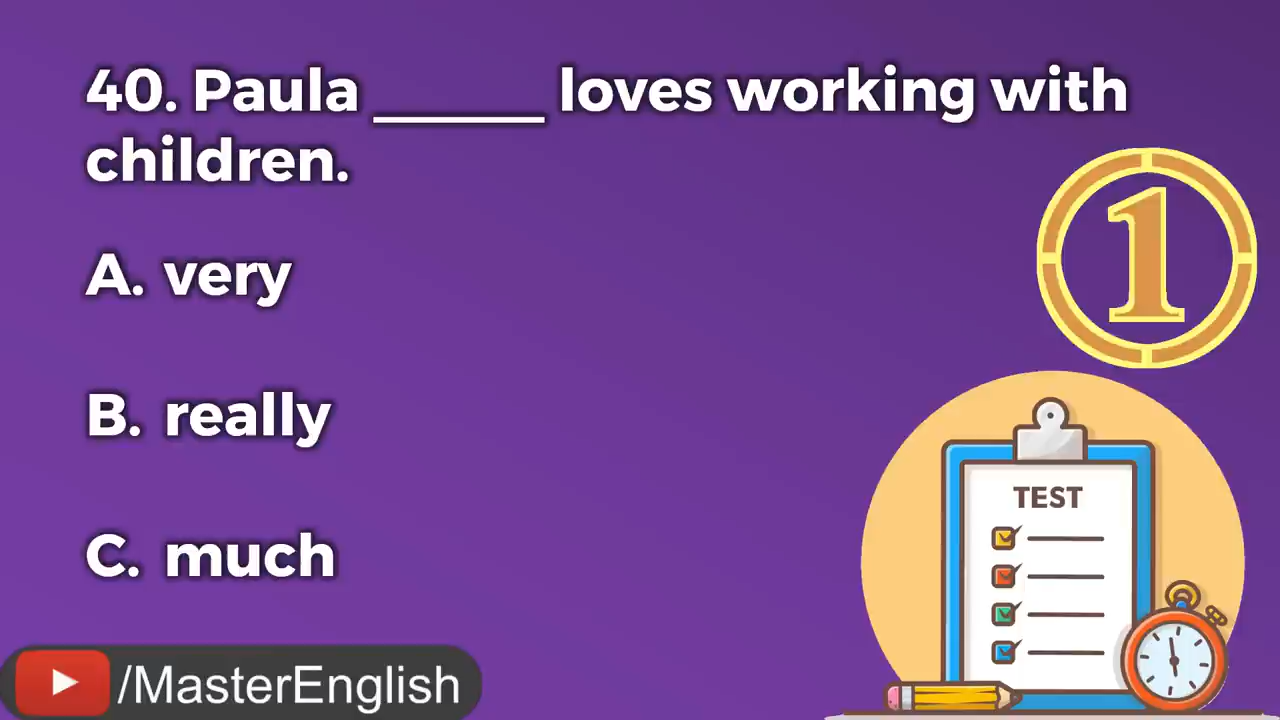 40. Paula ______ loves working with
children.
A. very
B. really
C. much
1
TEST
/MasterEnglish